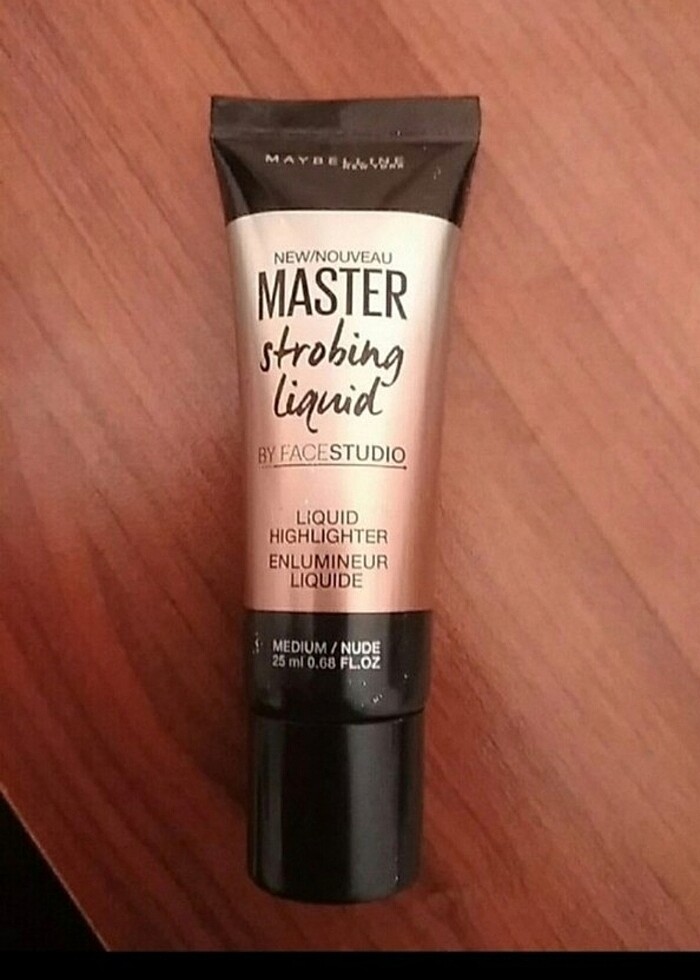 MAYBELLINE
NEW YORK
NEW/NOUVEAU
MASTER
strobing
liquid
BY FACESTUDIO
LIQUID
HIGHLIGHTER
ENLUMINEUR
LIQUIDE
MEDIUM / NUDE
25 ml 0.68 FL.OZ